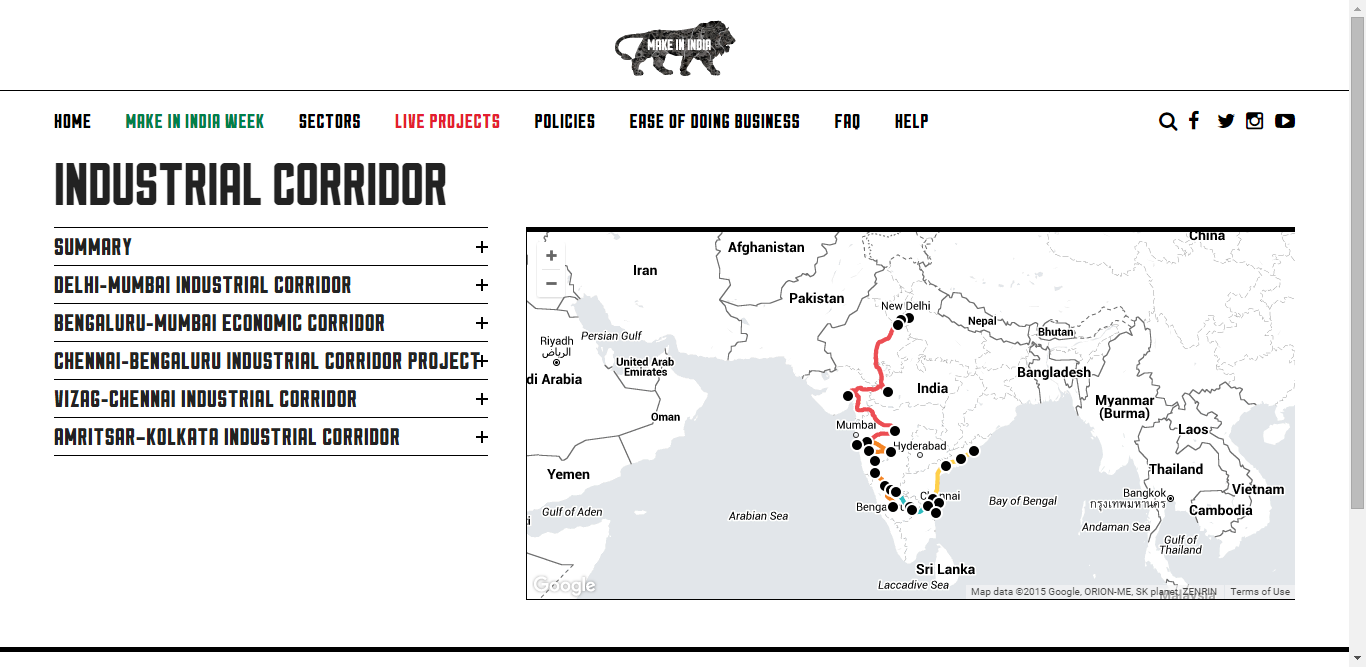 MAKE IN INDIA
HOME MAKE IN INDIA WEEK SECTORS LIVE PROJECTS POLICIES EASE OF DOING BUSINESS FAQ HELP
INDUSTRIAL CORRIDOR
SUMMARY +
DELHI-MUMBAI INDUSTRIAL CORRIDOR +
BENGALURU-MUMBAI ECONOMIC CORRIDOR +
CHENNAI-BENGALURU INDUSTRIAL CORRIDOR PROJECT +
VIZAG-CHENNAI INDUSTRIAL CORRIDOR +
AMRITSAR-KOLKATA INDUSTRIAL CORRIDOR +
China
Afghanistan
Iran
Pakistan
New Delhi
Nepal
Bhutan
Persian Gulf
Riyadh
الرياض
United Arab
Emirates
di Arabia
Bangladesh
India
Myanmar
(Burma)
Oman
Mumbai
Laos
Hyderabad
Yemen
Thailand
Vietnam
Bangkok
กรุงเทพมหานคร
Bay of Bengal
Gulf of Aden
Arabian Sea
Cambodia
Andaman Sea
Gulf of
Thailand
Sri Lanka
Laccadive Sea
Google
Map data ©2015 Google, ORION-ME, SK planet, ZENRIN
Terms of Use
Malaysia